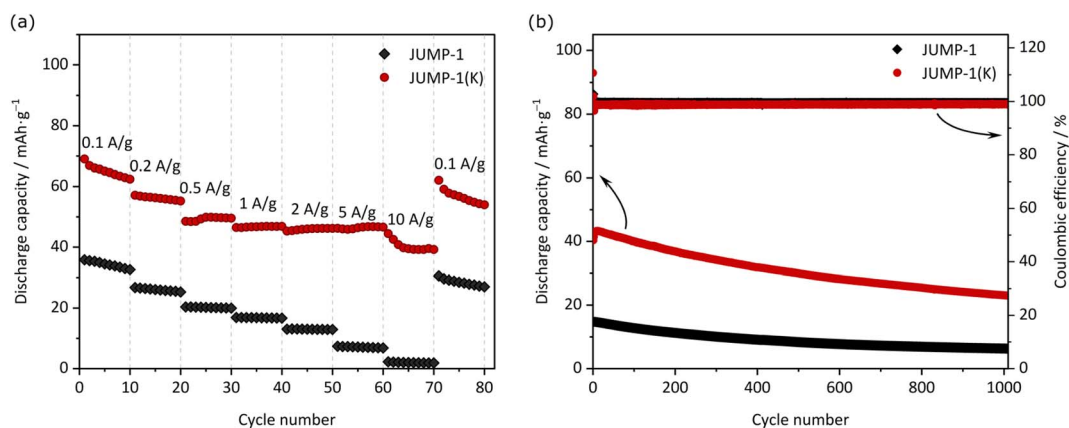 (a)
Discharge capacity / mAh·g⁻¹
100
80
60
40
20
0
JUMP-1
JUMP-1(K)
0.1 A/g
0.2 A/g
0.5 A/g
1 A/g
2 A/g
5 A/g
10 A/g
0.1 A/g
0 10 20 30 40 50 60 70 80
Cycle number
(b)
Discharge capacity / mAh·g⁻¹
100
80
60
40
20
0
JUMP-1
JUMP-1(K)
120
100
80
60
40
20
0
Coulombic efficiency / %
0 200 400 600 800 1000
Cycle number